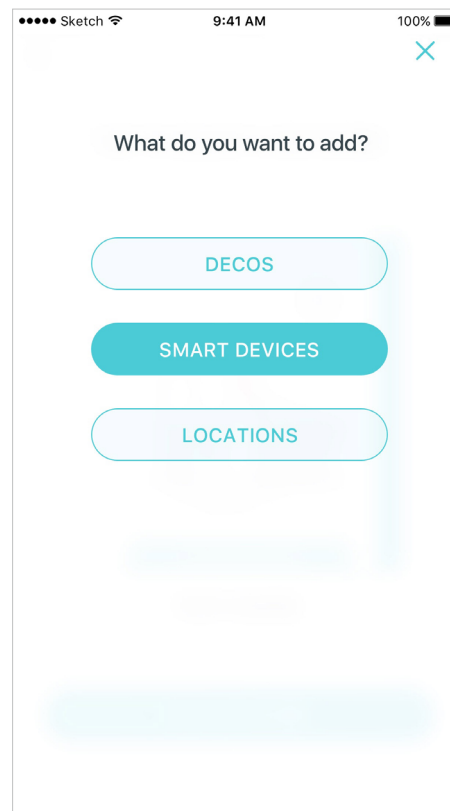 Sketch 9:41 AM 100%
What do you want to add?
DECOS
SMART DEVICES
LOCATIONS